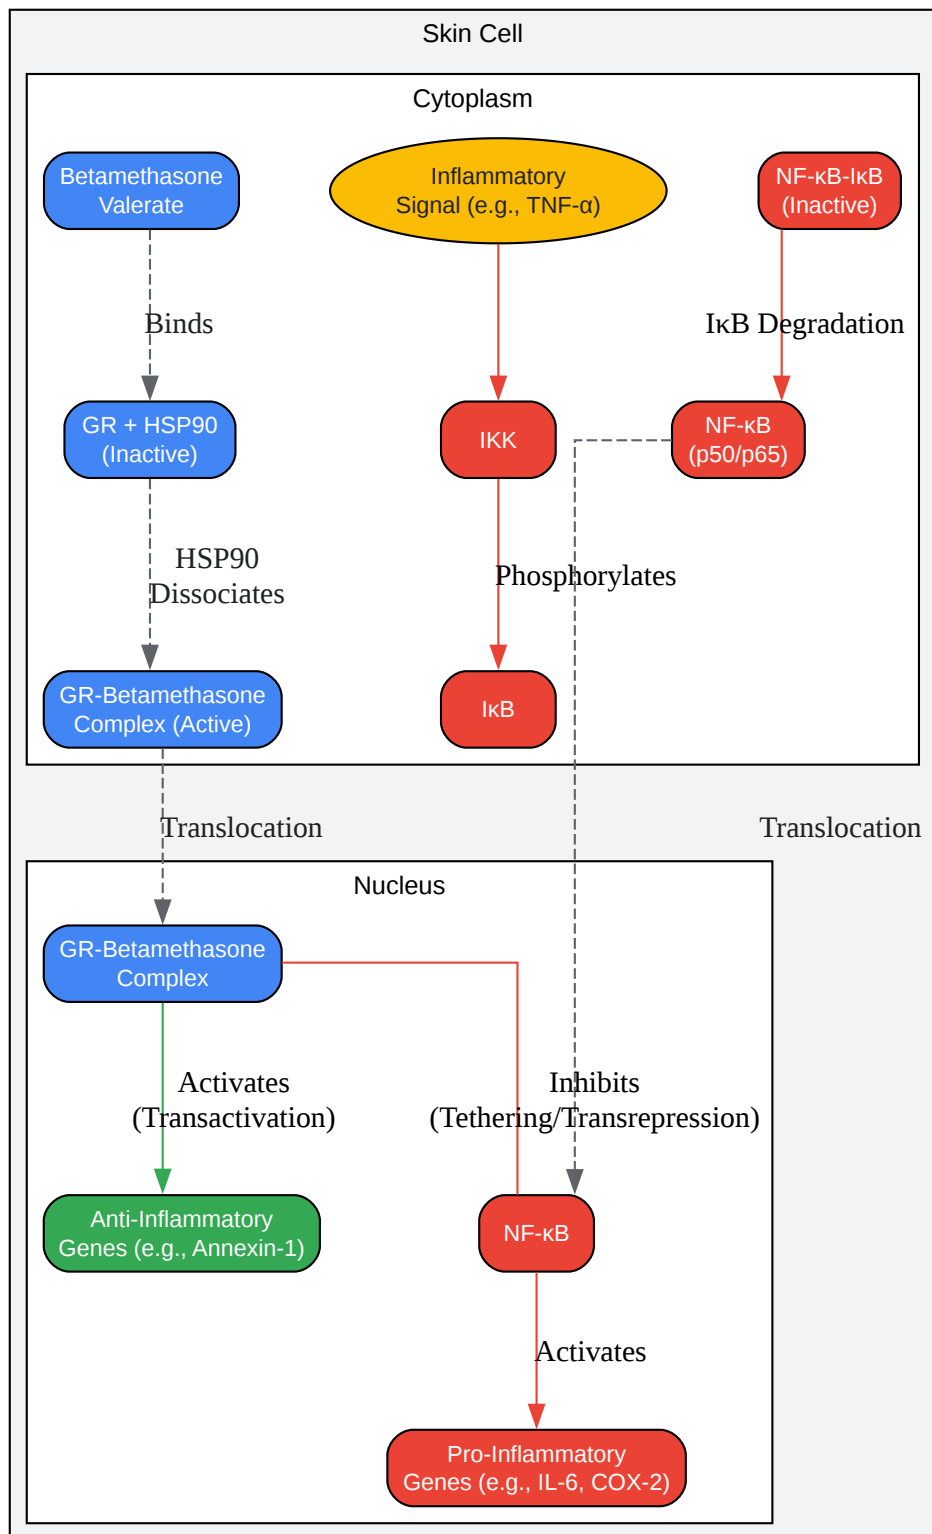 Skin Cell
Cytoplasm
Betamethasone
Valerate
Inflammatory
Signal (e.g., TNF-α)
NF-κB-IκB
(Inactive)
Binds
IκB Degradation
GR + HSP90
(Inactive)
IKK
NF-κB
(p50/p65)
HSP90
Dissociates
Phosphorylates
GR-Betamethasone
Complex (Active)
IκB
Translocation
Translocation
Nucleus
GR-Betamethasone
Complex
Activates
(Transactivation)
Inhibits
(Tethering/Transrepression)
Anti-Inflammatory
Genes (e.g., Annexin-1)
NF-κB
Activates
Pro-Inflammatory
Genes (e.g., IL-6, COX-2)